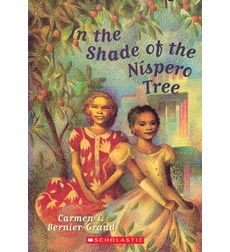 In the
Shade of the
Níspero
Tree
Carmen T.
Bernier-Grand
SCHOLASTIC